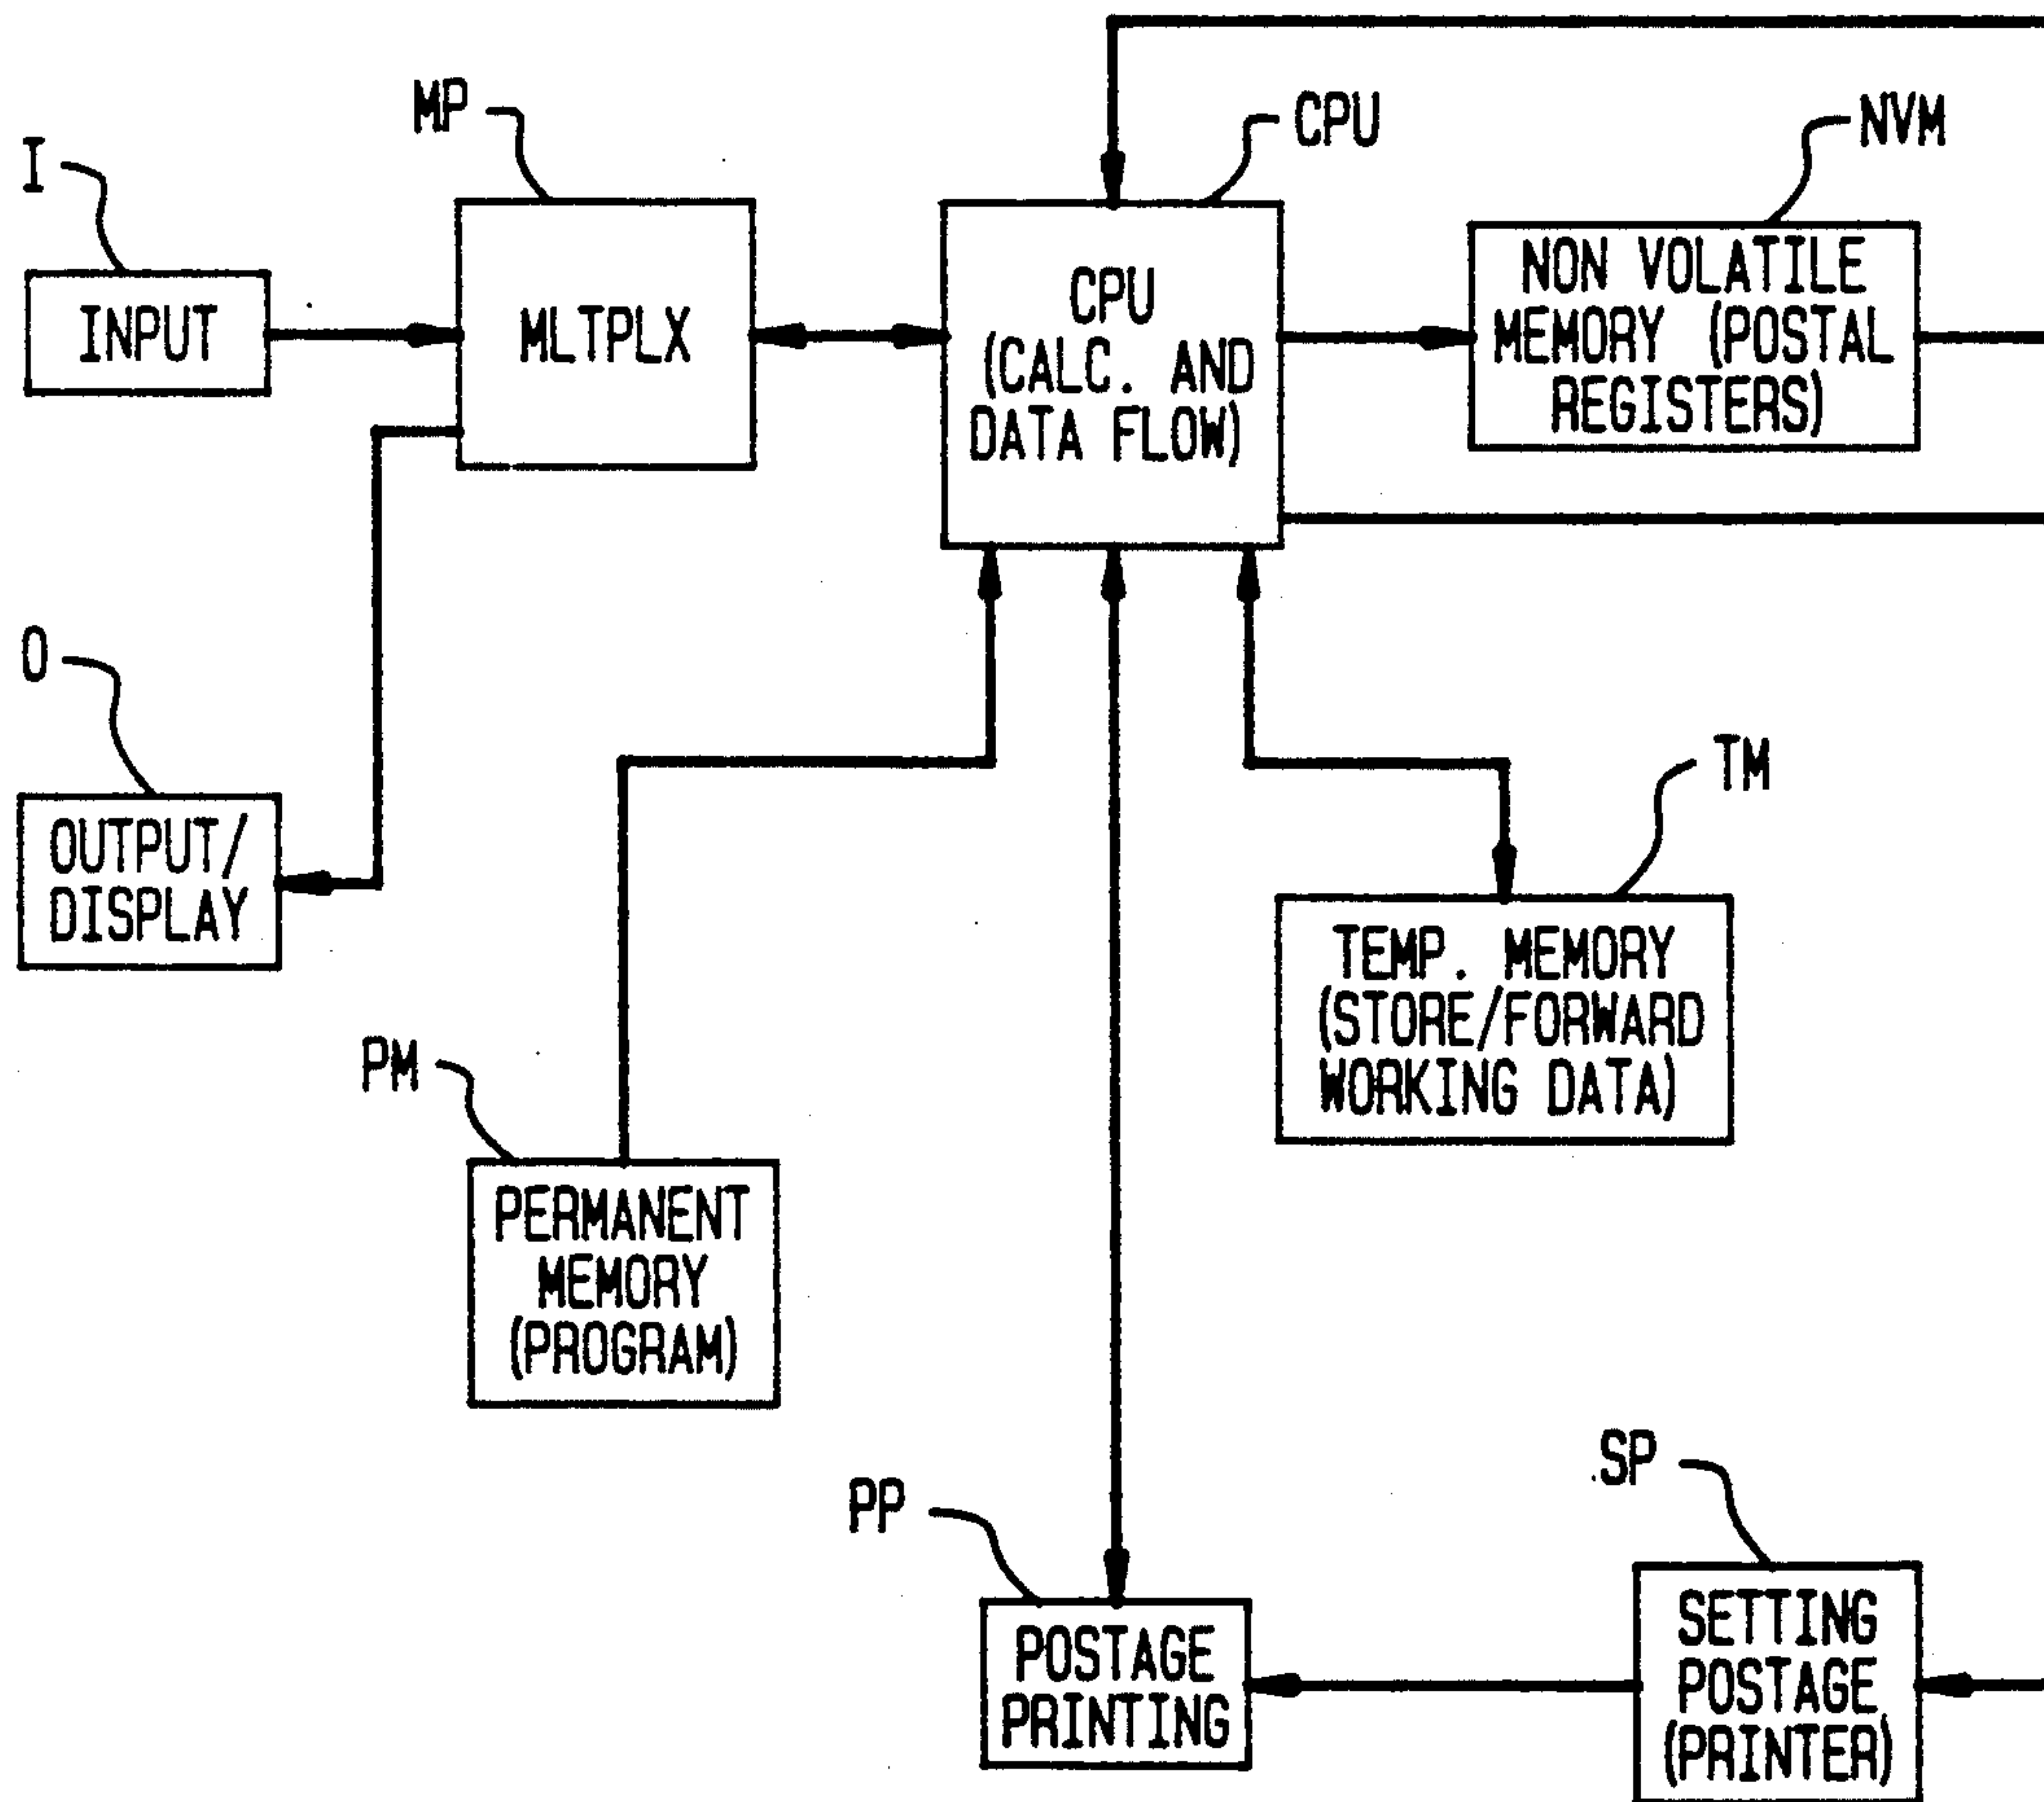 MP
CPU
NVM
I
INPUT
MLTPLX
CPU
(CALC. AND
DATA FLOW)
NON VOLATILE
MEMORY (POSTAL
REGISTERS)
O
OUTPUT/
DISPLAY
TM
TEMP. MEMORY
(STORE/FORWARD
WORKING DATA)
PM
PERMANENT
MEMORY
(PROGRAM)
PP
POSTAGE
PRINTING
SP
SETTING
POSTAGE
(PRINTER)